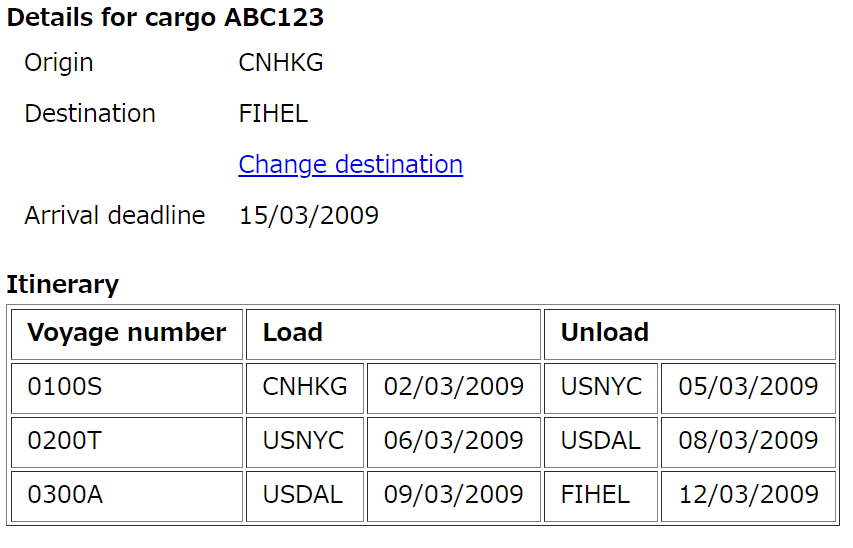 Details for cargo ABC123
Origin CNHKG
Destination FIHEL
Change destination
Arrival deadline 15/03/2009
Itinerary
Voyage number Load Unload
0100S CNHKG 02/03/2009 USNYC 05/03/2009
0200T USNYC 06/03/2009 USDAL 08/03/2009
0300A USDAL 09/03/2009 FIHEL 12/03/2009